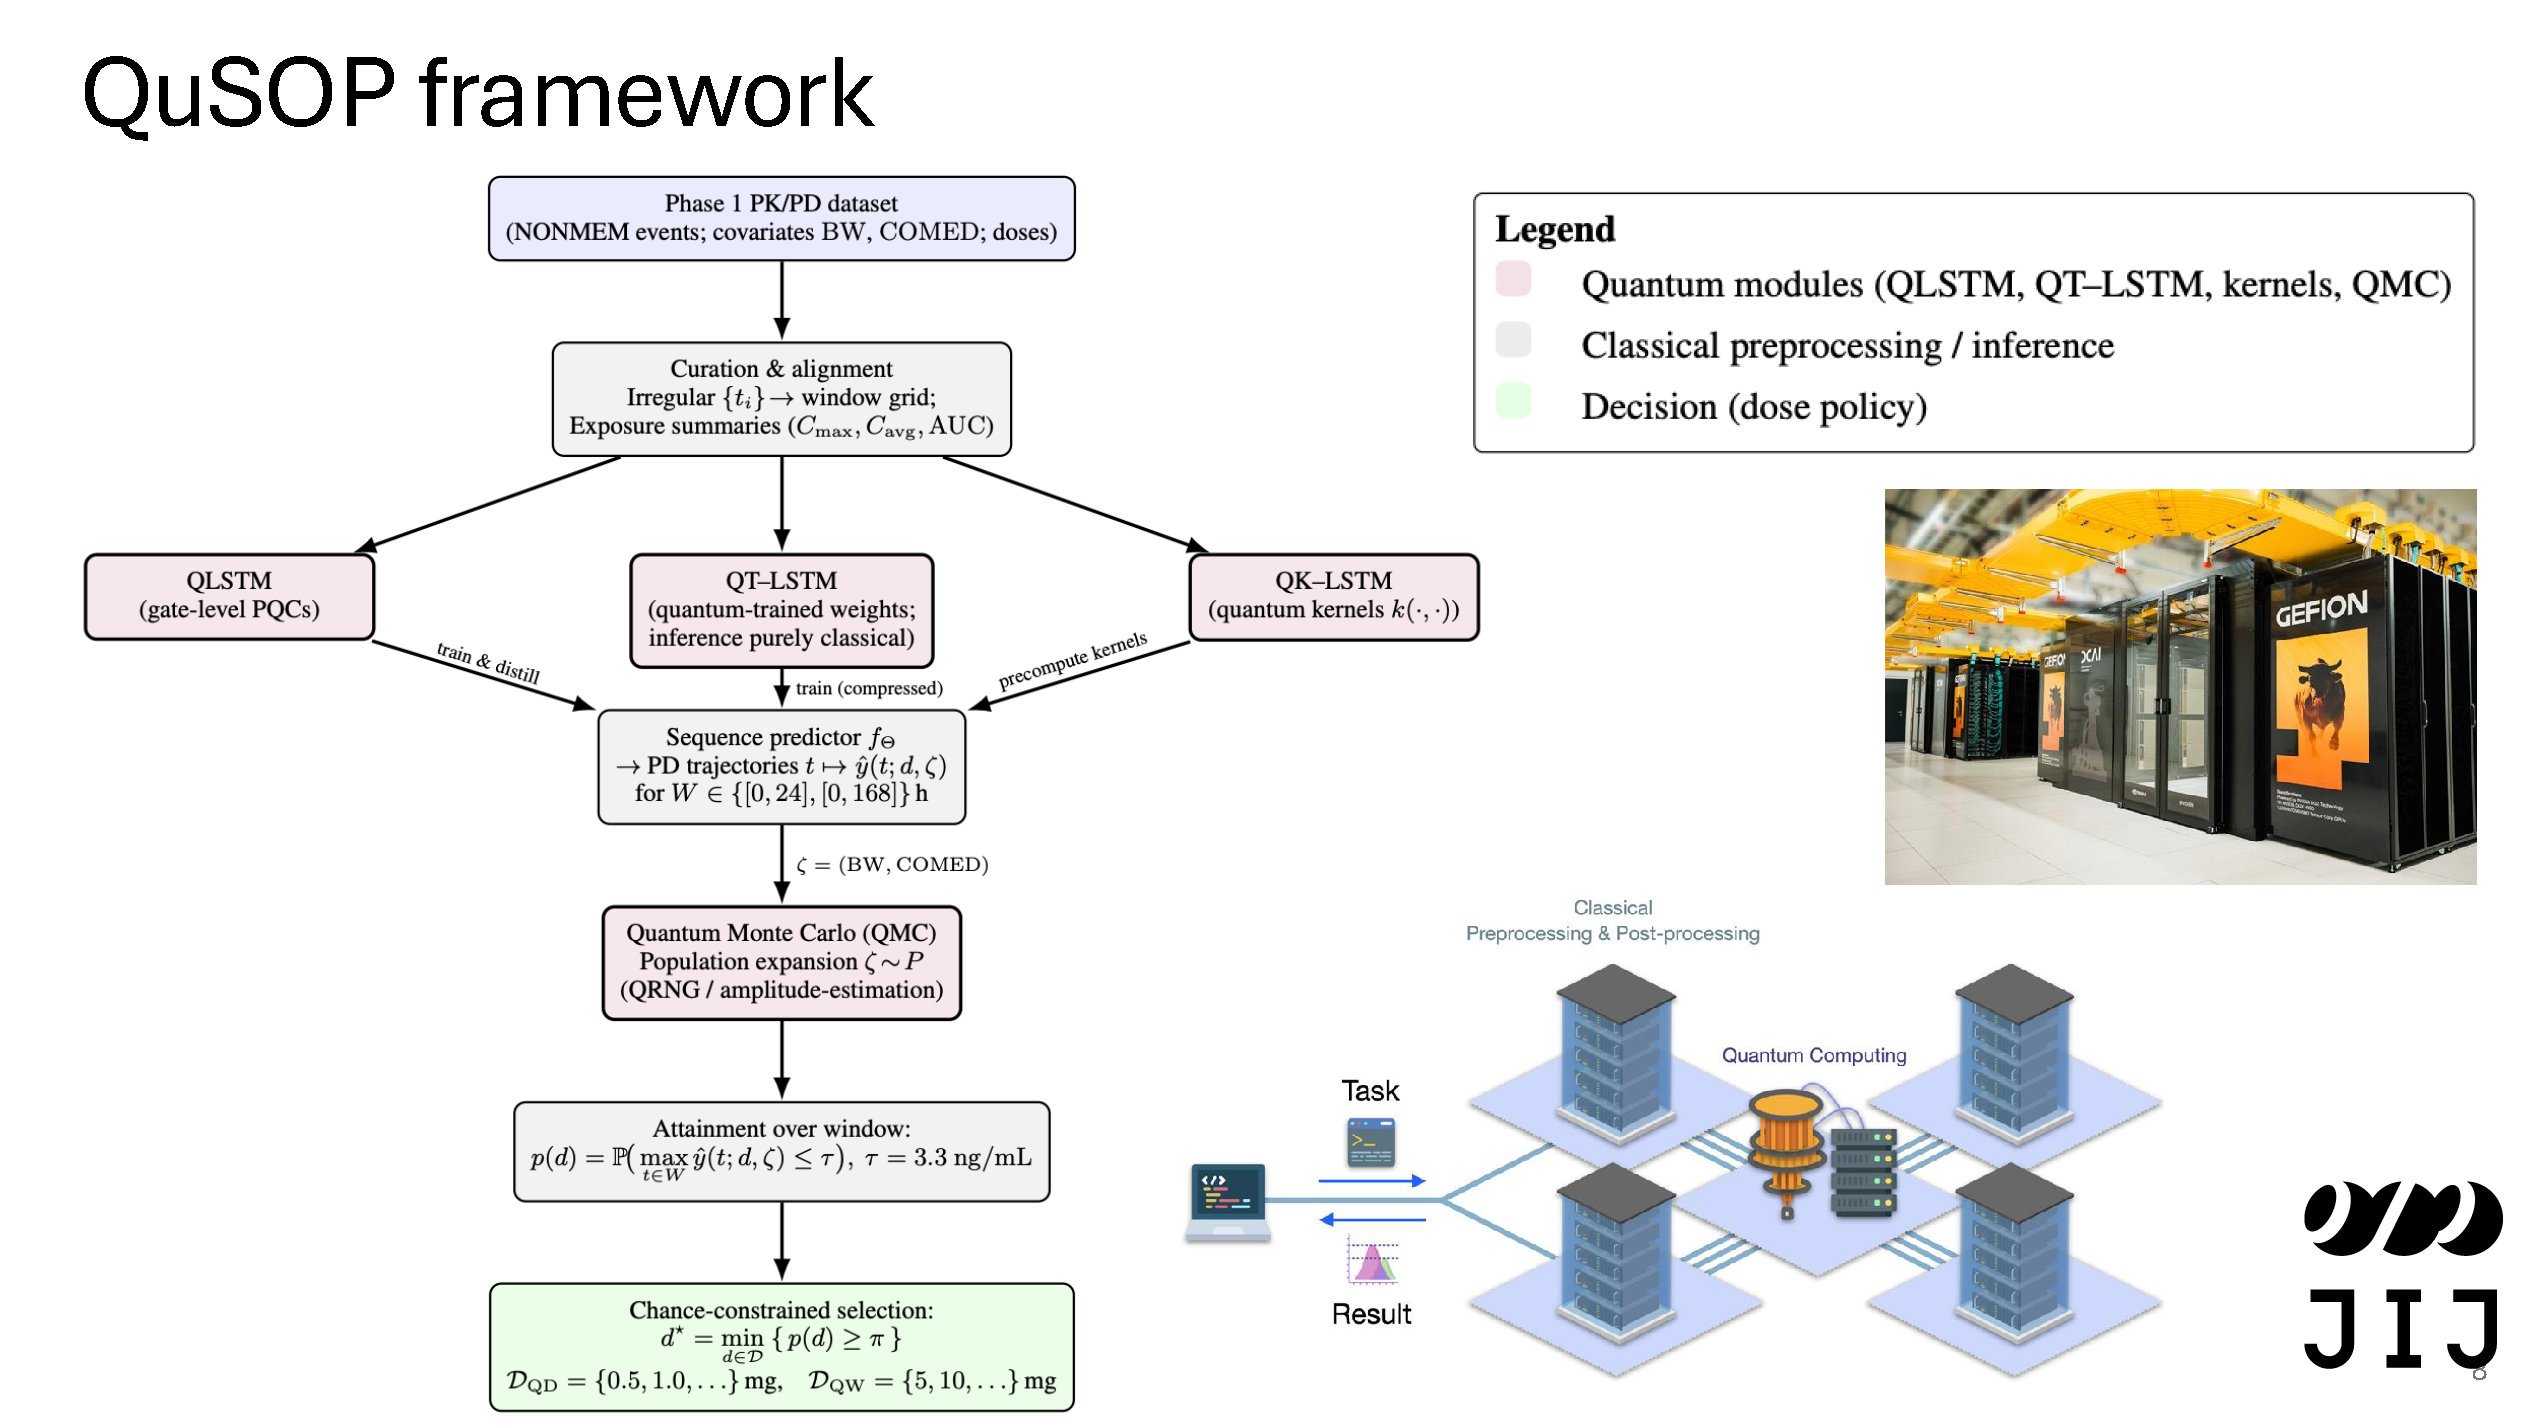 QuSOP framework
Phase 1 PK/PD dataset
(NONMEM events; covariates BW, COMED; doses)
Curation & alignment
Irregular {t_i} → window grid;
Exposure summaries (C_max, C_avg, AUC)
QLSTM
(gate-level PQCs)
QT–LSTM
(quantum-trained weights;
inference purely classical)
QK–LSTM
(quantum kernels k(·, ·))
train & distill
train (compressed)
precompute kernels
Sequence predictor f_Θ
→ PD trajectories t ↦ ŷ(t; d, ζ)
for W ∈ {[0, 24], [0, 168]} h
ζ = (BW, COMED)
Quantum Monte Carlo (QMC)
Population expansion ζ ∼ P
(QRNG / amplitude-estimation)
Attainment over window:
p(d) = ℙ( max_{t∈W} ŷ(t; d, ζ) ≤ τ ), τ = 3.3 ng/mL
Chance-constrained selection:
d* = min_{d∈𝒟} { p(d) ≥ π }
𝒟_QD = {0.5, 1.0, . . .} mg, 𝒟_QW = {5, 10, . . .} mg
Legend
Quantum modules (QLSTM, QT–LSTM, kernels, QMC)
Classical preprocessing / inference
Decision (dose policy)
GEFION
GEFION
DCAI
Classical
Preprocessing & Post-processing
Quantum Computing
Task
Result
JIJ
8